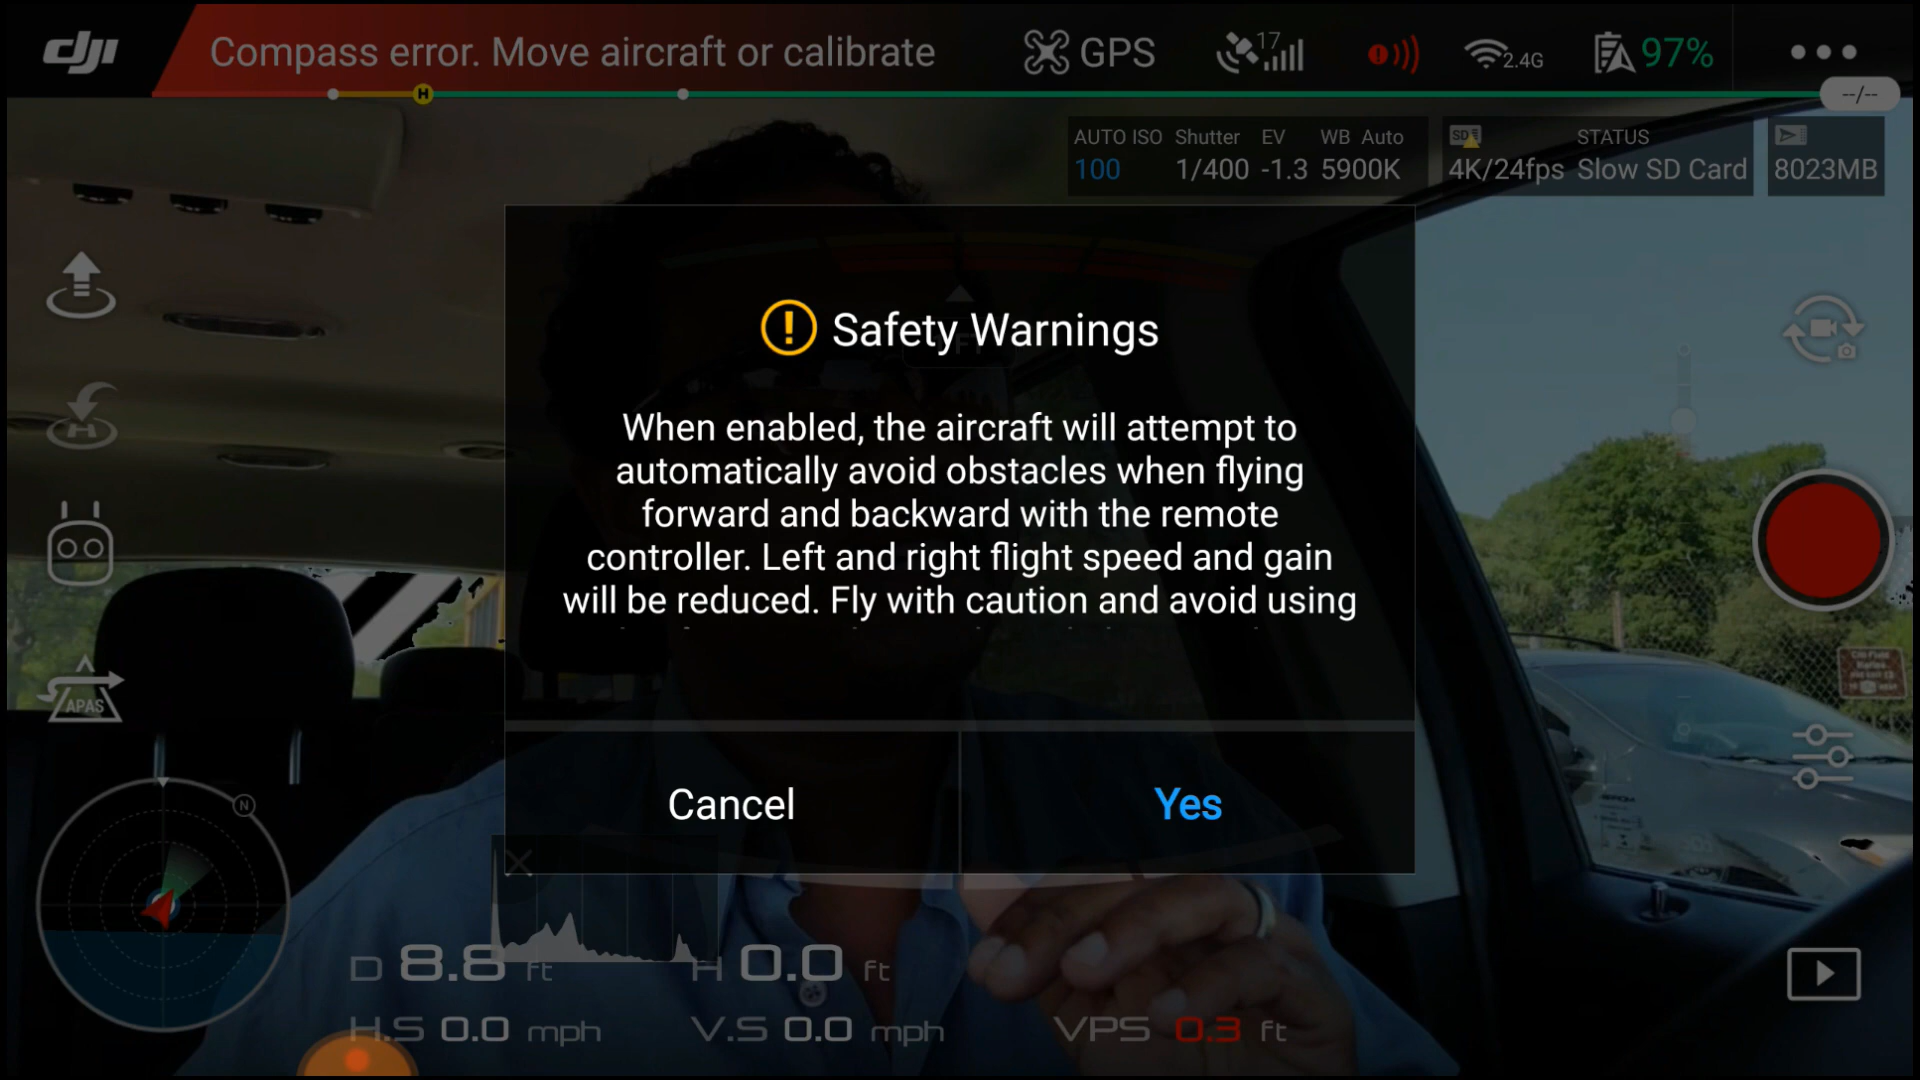 dji Compass error. Move aircraft or calibrate GPS 17 2.4G 97%
H --/--
AUTO ISO Shutter EV WB Auto SD STATUS
100 1/400 -1.3 5900K 4K/24fps Slow SD Card 8023MB
Safety Warnings
When enabled, the aircraft will attempt to
automatically avoid obstacles when flying
forward and backward with the remote
controller. Left and right flight speed and gain
will be reduced. Fly with caution and avoid using
APAS
Cancel Yes
N
D 8.8 ft H 0.0 ft
H.S 0.0 mph V.S 0.0 mph VPS 0.3 ft